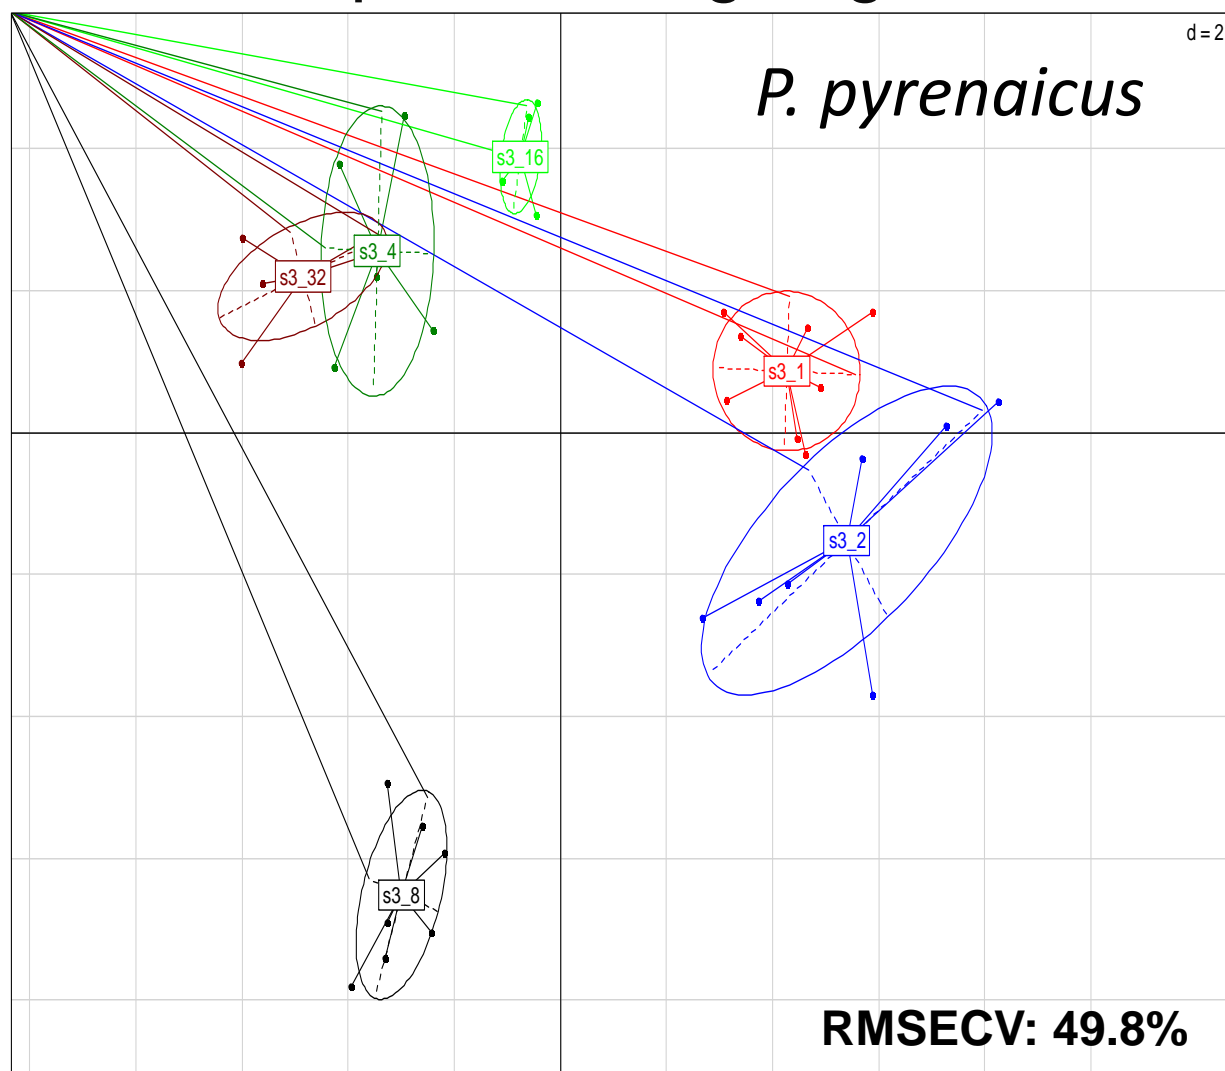 d = 2
P. pyrenaicus
s3_16
s3_4
s3_32
s3_1
s3_2
s3_8
RMSECV: 49.8%